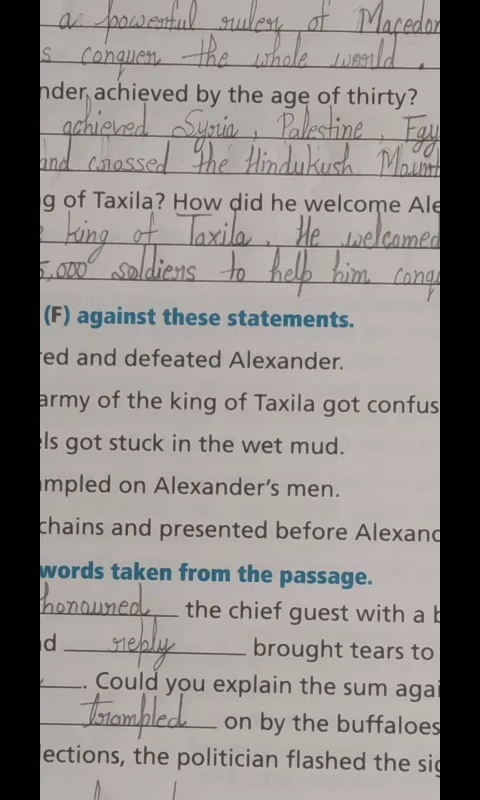 a powerful ruler of Macedon
s conquer the whole world .
nder achieved by the age of thirty?
achieved Syria, Palestine, Egy
and crossed the Hindukush Mount
g of Taxila? How did he welcome Ale
king of Taxila. He welcomed
5,000 soldiers to help him conq
(F) against these statements.
red and defeated Alexander.
army of the king of Taxila got confus
ls got stuck in the wet mud.
mpled on Alexander's men.
chains and presented before Alexand
words taken from the passage.
honoured the chief guest with a b
d reply brought tears to
. Could you explain the sum agai
trampled on by the buffaloes
lections, the politician flashed the sig